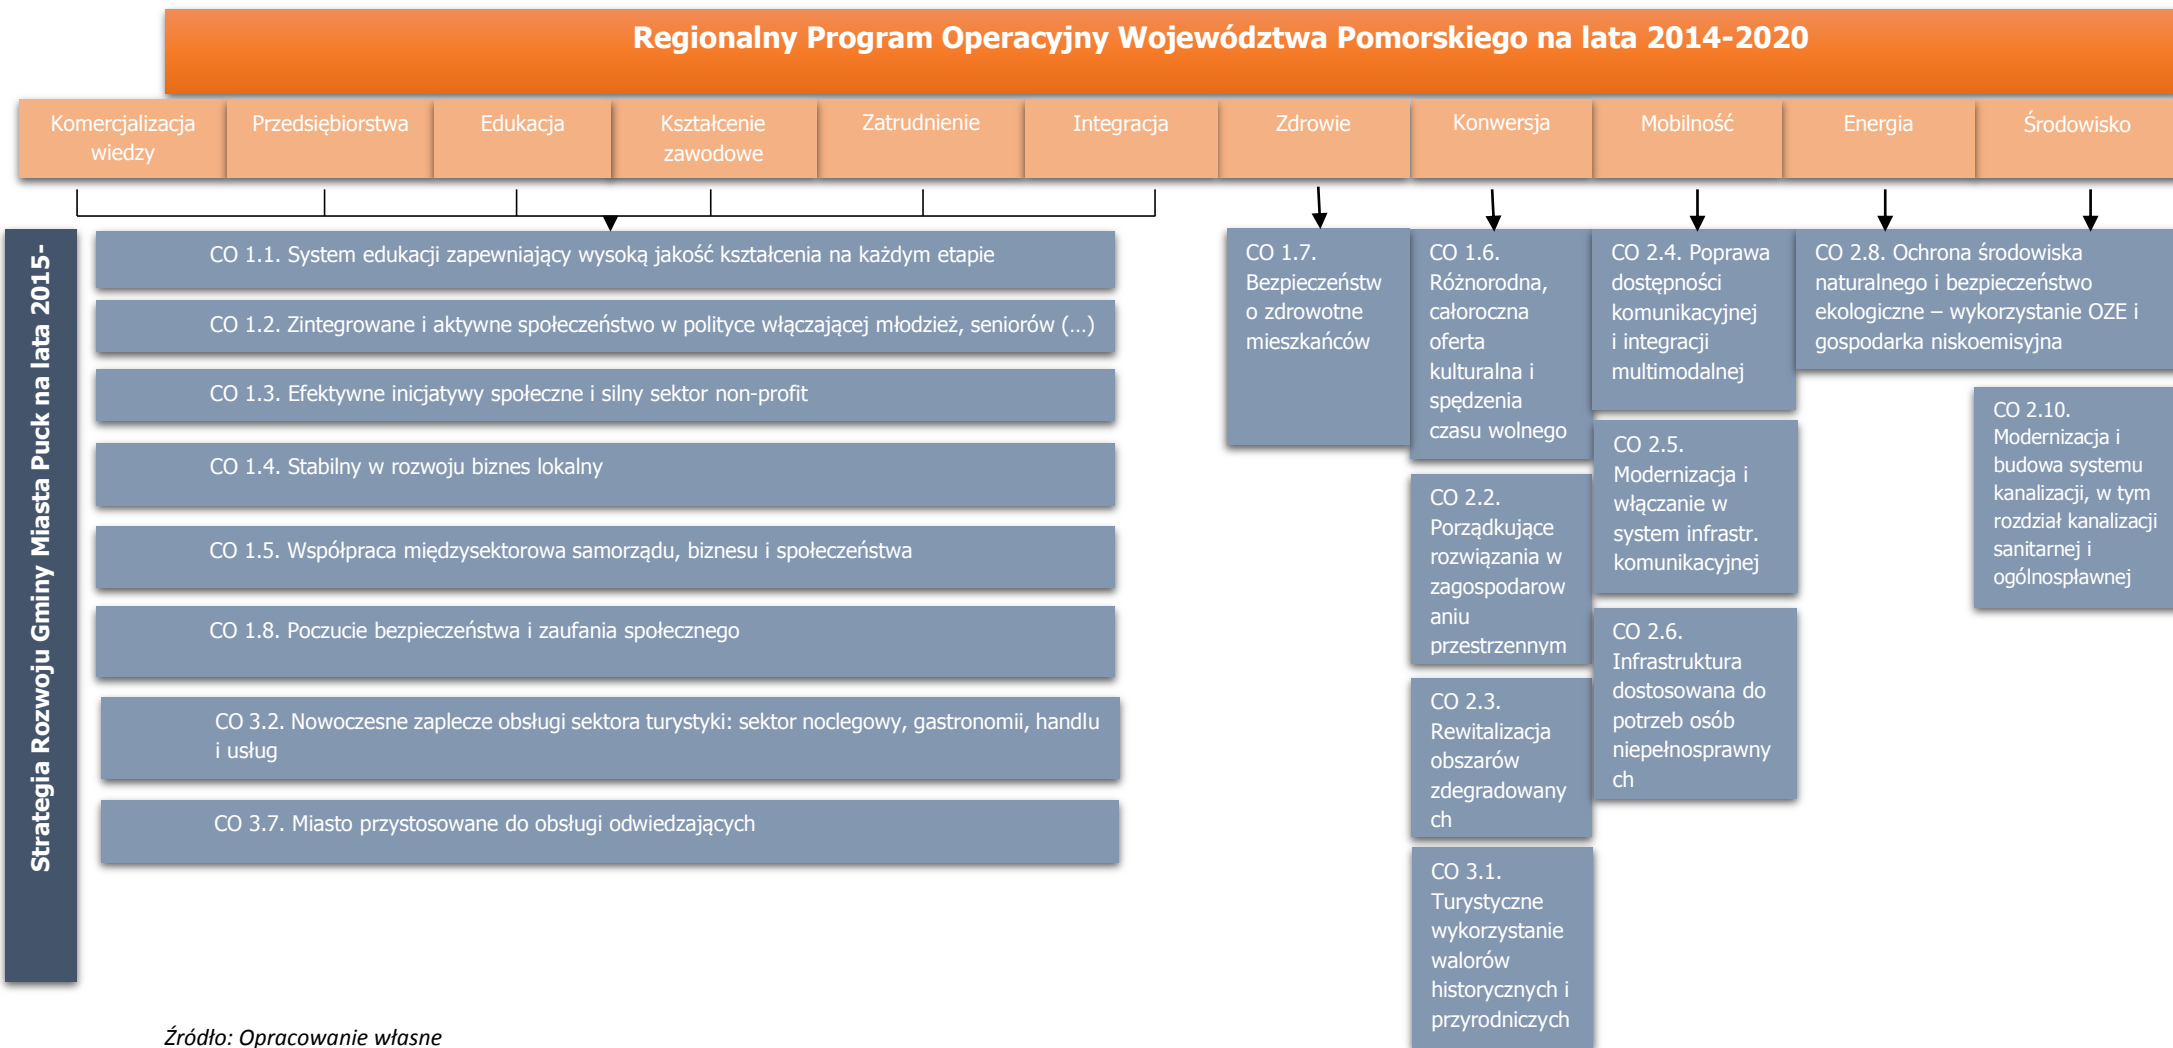 Regionalny Program Operacyjny Województwa Pomorskiego na lata 2014-2020
Komercjalizacja
wiedzy
Przedsiębiorstwa
Edukacja
Kształcenie
zawodowe
Zatrudnienie
Integracja
Zdrowie
Konwersja
Mobilność
Energia
Środowisko
Strategia Rozwoju Gminy Miasta Puck na lata 2015-
CO 1.1. System edukacji zapewniający wysoką jakość kształcenia na każdym etapie
CO 1.2. Zintegrowane i aktywne społeczeństwo w polityce włączającej młodzież, seniorów (...)
CO 1.3. Efektywne inicjatywy społeczne i silny sektor non-profit
CO 1.4. Stabilny w rozwoju biznes lokalny
CO 1.5. Współpraca międzysektorowa samorządu, biznesu i społeczeństwa
CO 1.8. Poczucie bezpieczeństwa i zaufania społecznego
CO 3.2. Nowoczesne zaplecze obsługi sektora turystyki: sektor noclegowy, gastronomii, handlu
i usług
CO 3.7. Miasto przystosowane do obsługi odwiedzających
CO 1.7.
Bezpieczeństw
o zdrowotne
mieszkańców
CO 1.6.
Różnorodna,
całoroczna
oferta
kulturalna i
spędzenia
czasu wolnego
CO 2.2.
Porządkujące
rozwiązania w
zagospodarow
aniu
przestrzennym
CO 2.3.
Rewitalizacja
obszarów
zdegradowany
ch
CO 3.1.
Turystyczne
wykorzystanie
walorów
historycznych i
przyrodniczych
CO 2.4. Poprawa
dostępności
komunikacyjnej
i integracji
multimodalnej
CO 2.5.
Modernizacja i
włączanie w
system infrastr.
komunikacyjnej
CO 2.6.
Infrastruktura
dostosowana do
potrzeb osób
niepełnosprawny
ch
CO 2.8. Ochrona środowiska
naturalnego i bezpieczeństwo
ekologiczne – wykorzystanie OZE i
gospodarka niskoemisyjna
CO 2.10.
Modernizacja i
budowa systemu
kanalizacji, w tym
rozdział kanalizacji
sanitarnej i
ogólnospławnej
Źródło: Opracowanie własne